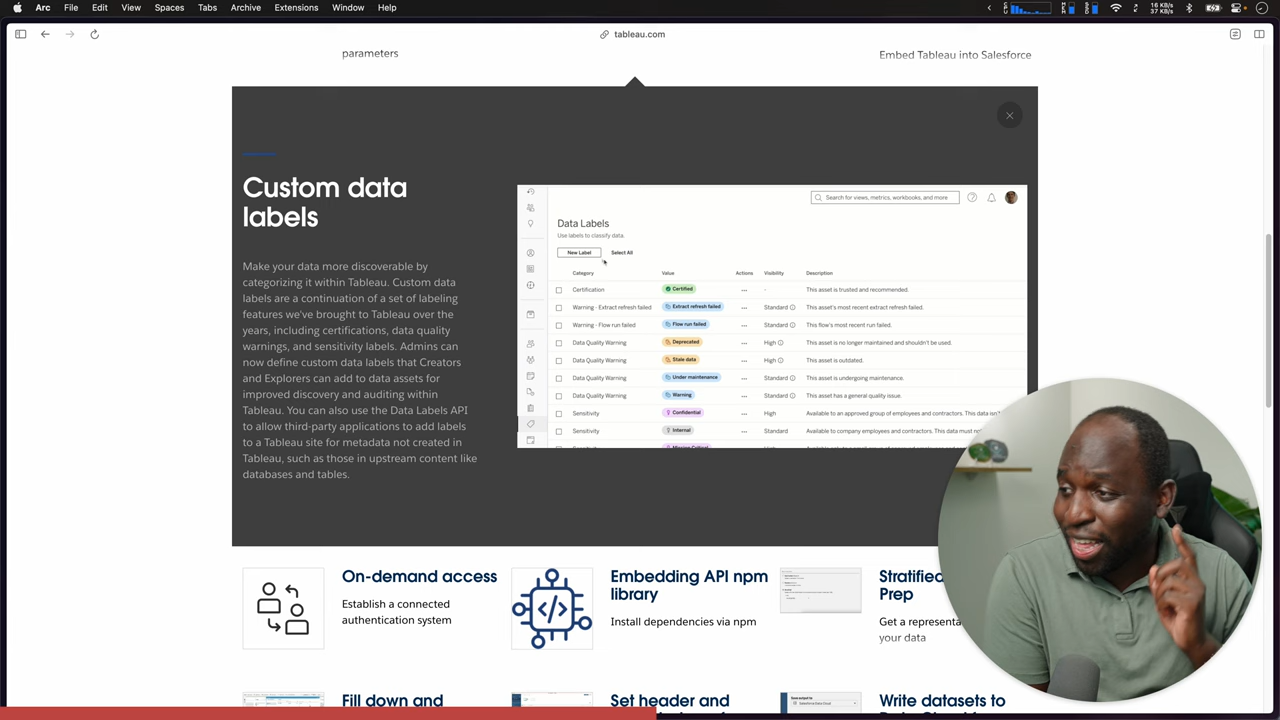 Arc File Edit View Spaces Tabs Archive Extensions Window Help
16 KB/s
37 KB/s
tableau.com
parameters
Embed Tableau into Salesforce
Custom data
labels
Make your data more discoverable by
categorizing it within Tableau. Custom data
labels are a continuation of a set of labeling
features we've brought to Tableau over the
years, including certifications, data quality
warnings, and sensitivity labels. Admins can
now define custom data labels that Creators
and Explorers can add to data assets for
improved discovery and auditing within
Tableau. You can also use the Data Labels API
to allow third-party applications to add labels
to a Tableau site for metadata not created in
Tableau, such as those in upstream content like
databases and tables.
Search for views, metrics, workbooks, and more
Data Labels
Use labels to classify data.
New Label Select All
Category Value Actions Visibility Description
Certification Certified ... - This asset is trusted and recommended.
Warning - Extract refresh failed Extract refresh failed ... Standard This asset's most recent extract refresh failed.
Warning - Flow run failed Flow run failed ... Standard This flow's most recent run failed.
Data Quality Warning Deprecated ... High This asset is no longer maintained and shouldn't be used.
Data Quality Warning Stale data ... High This asset is outdated.
Data Quality Warning Under maintenance ... Standard This asset is undergoing maintenance.
Data Quality Warning Warning ... Standard This asset has a general quality issue.
Sensitivity Confidential ... High Available to an approved group of employees and contractors. This data isn't
Sensitivity Internal ... Standard Available to company employees and contractors. This data must no
On-demand access
Establish a connected
authentication system
Embedding API npm
library
Install dependencies via npm
Stratified
Prep
Get a representa
your data
Fill down and
Set header and
Write datasets to